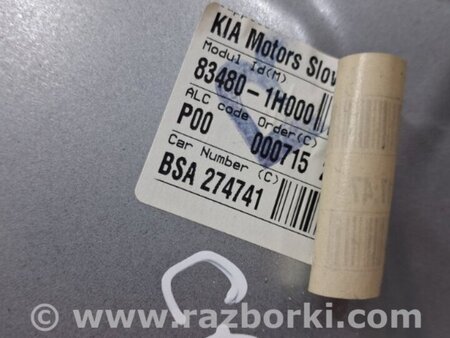 KIA Motors Slov
Modul Id(M)
83480-1H000
ALC code Order(C)
P00 000715
Car Number (C)
BSA 274741
© www.razborki.com